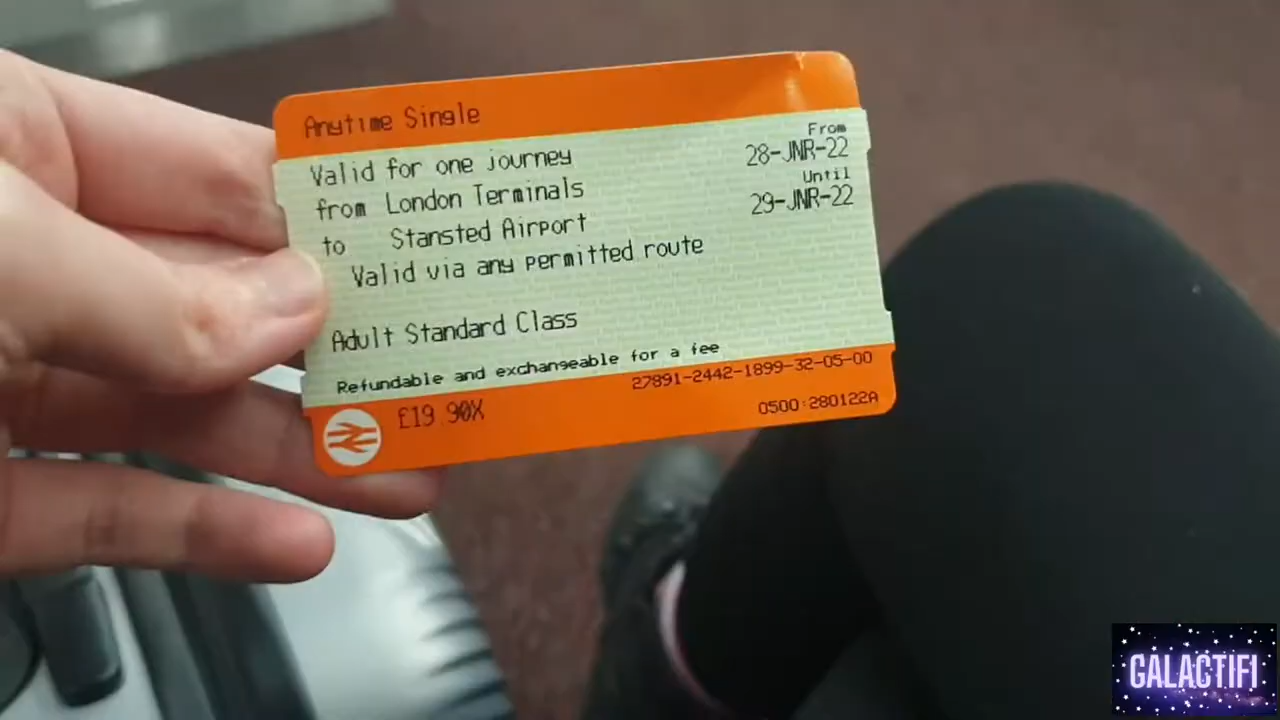 Anytime Single
Valid for one journey
from London Terminals
to Stansted Airport
Valid via any permitted route
From
28-JNR-22
Until
29-JNR-22
Adult Standard Class
Refundable and exchangeable for a fee
27891-2442-1899-32-05-00
£19.90X
0500:280122A
GALACTIFI